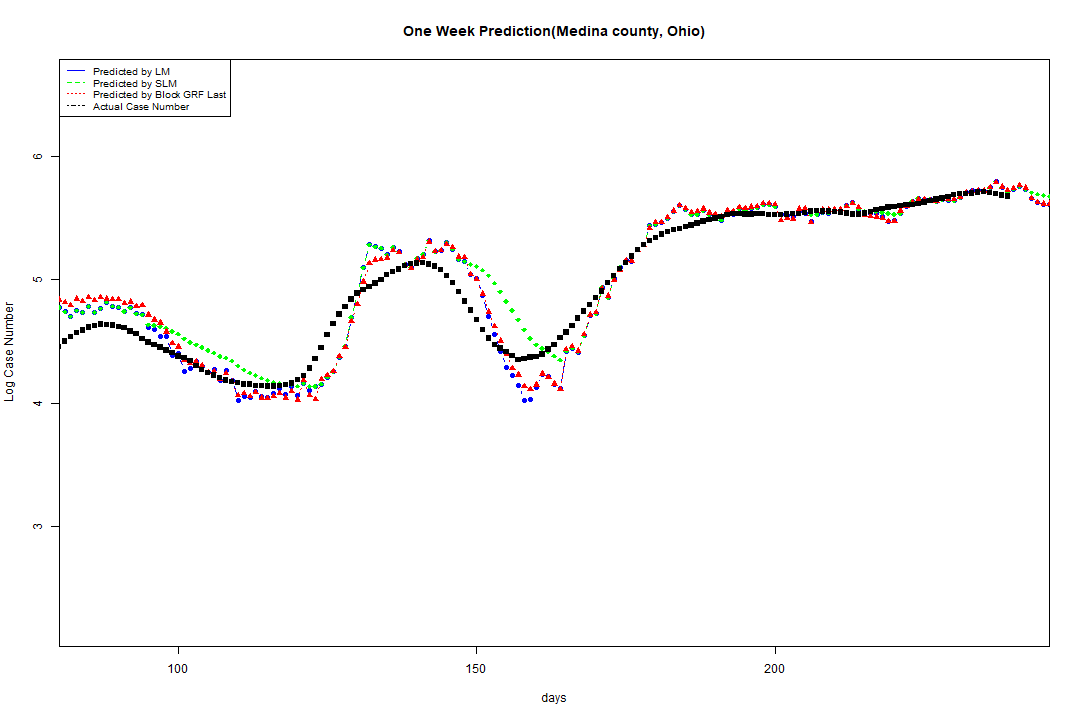 One Week Prediction(Medina county, Ohio)
Predicted by LM
Predicted by SLM
Predicted by Block GRF Last
Actual Case Number
6
5
4
3
Log Case Number
100 150 200
days